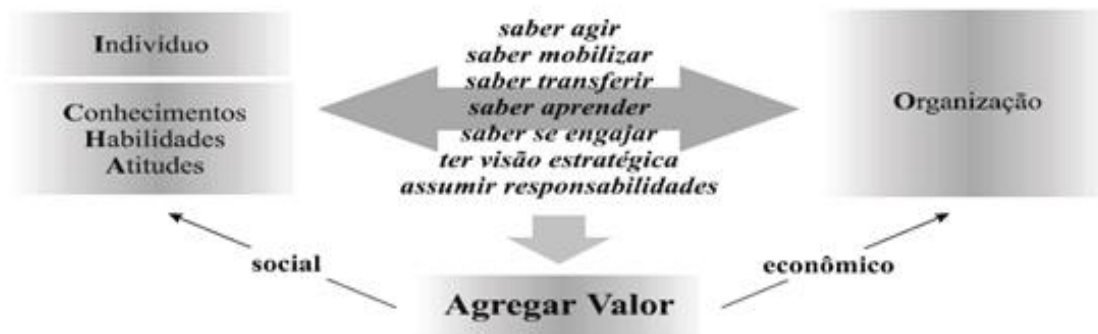 Indivíduo
Conhecimentos
Habilidades
Atitudes
saber agir
saber mobilizar
saber transferir
saber aprender
saber se engajar
ter visão estratégica
assumir responsabilidades
Organização
social
econômico
Agregar Valor